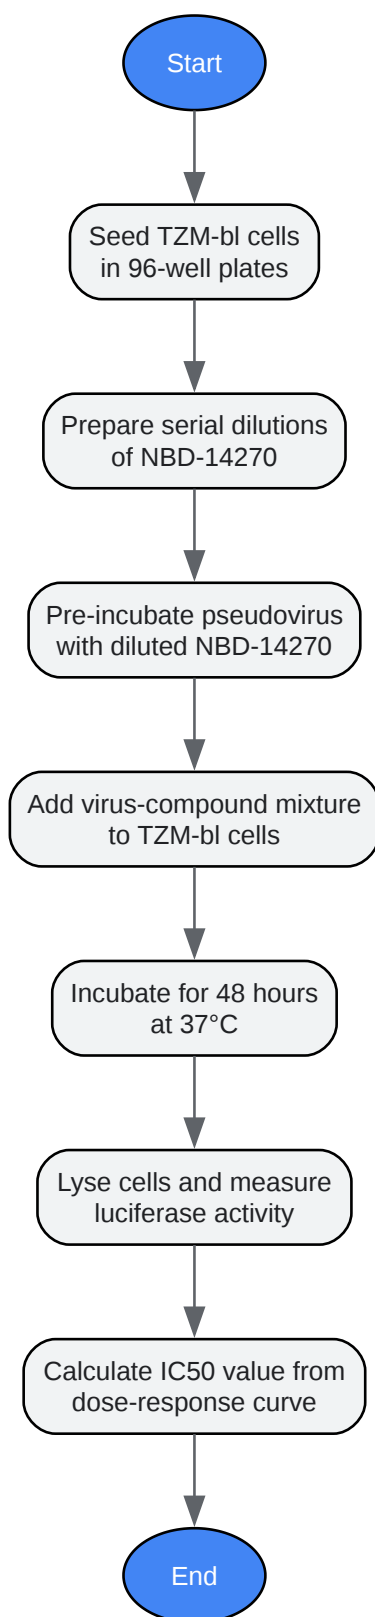 Start
Seed TZM-bl cells
in 96-well plates
Prepare serial dilutions
of NBD-14270
Pre-incubate pseudovirus
with diluted NBD-14270
Add virus-compound mixture
to TZM-bl cells
Incubate for 48 hours
at 37°C
Lyse cells and measure
luciferase activity
Calculate IC50 value from
dose-response curve
End